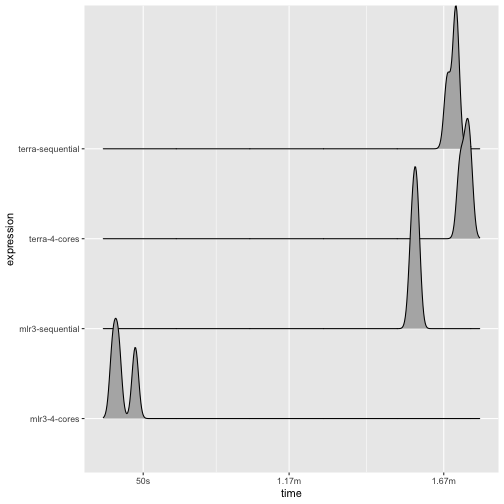 terra-sequential
terra-4-cores
mlr3-sequential
mlr3-4-cores
expression
50s
1.17m
1.67m
time